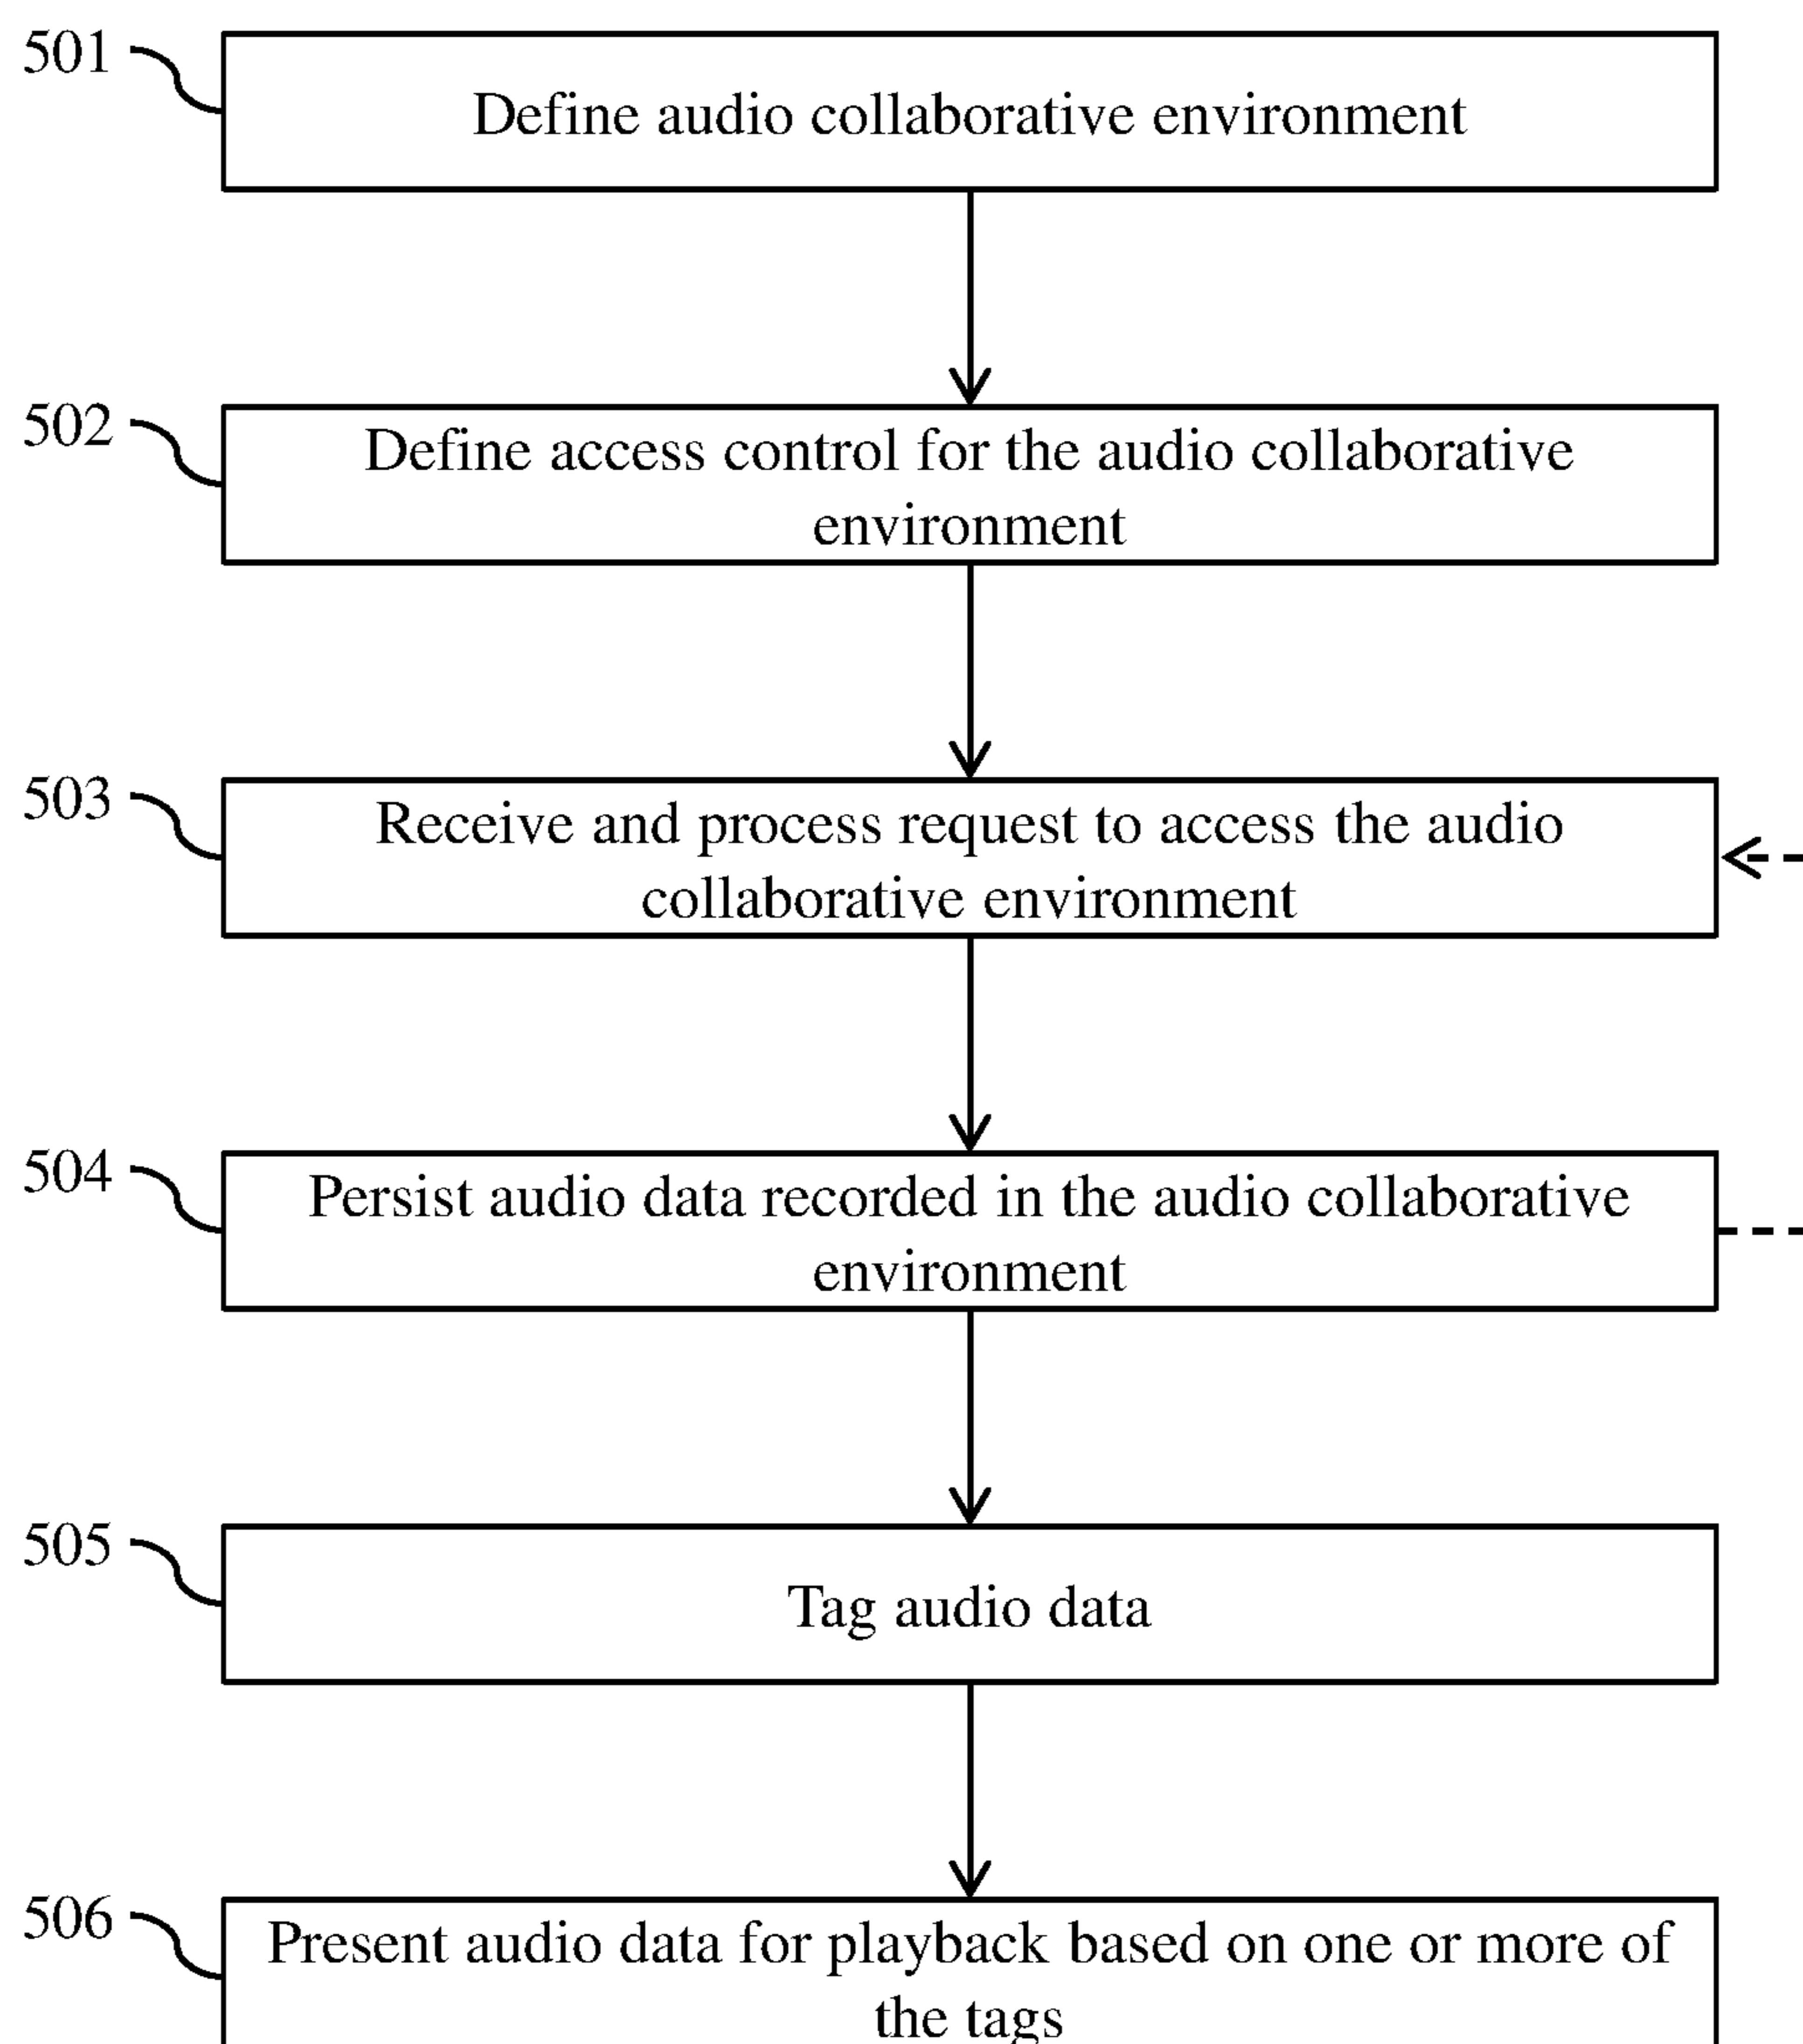 501
Define audio collaborative environment
502
Define access control for the audio collaborative
environment
503
Receive and process request to access the audio
collaborative environment
504
Persist audio data recorded in the audio collaborative
environment
505
Tag audio data
506
Present audio data for playback based on one or more of
the tags